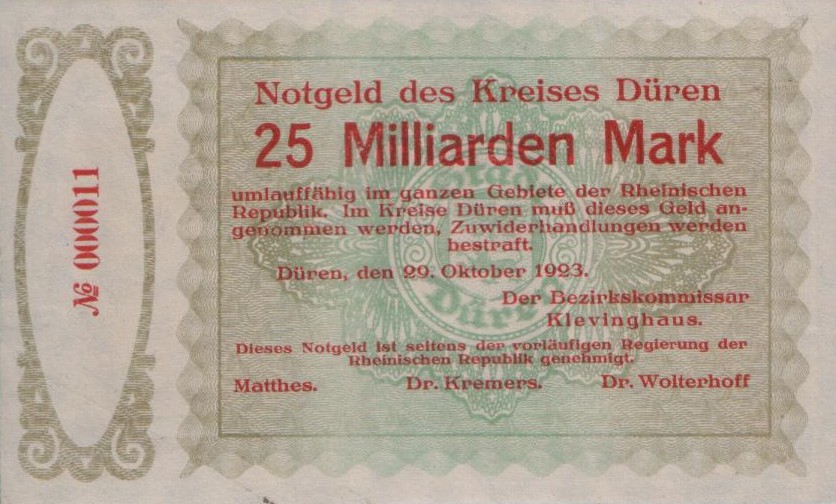 Notgeld des Kreises Düren
25 Milliarden Mark
umlauffähig im ganzen Gebiete der Rheinischen
Republik. Im Kreise Düren muß dieses Geld an-
genommen werden, Zuwiderhandlungen werden
bestraft.
Düren, den 29. Oktober 1923.
Der Bezirkskommissar
Klevinghaus.
Dieses Notgeld ist seitens der vorläufigen Regierung der
Rheinischen Republik genehmigt.
Matthes. Dr. Kremers. Dr. Wolterhoff
№ 000011
Stadt
Düren